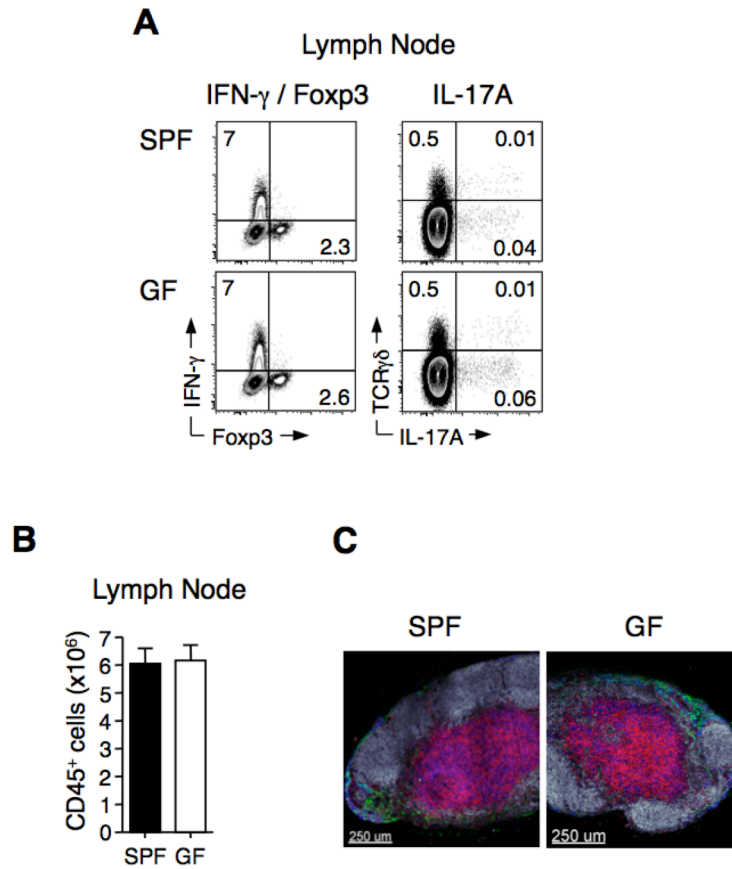 A
Lymph Node
IFN-γ / Foxp3 IL-17A
SPF
7
2.3
0.5 0.01
0.04
GF
7
2.6
0.5 0.01
0.06
IFN-γ
Foxp3
TCRγδ
IL-17A
B
Lymph Node
CD45⁺ cells (x10⁶)
7
6
5
4
3
2
1
0
SPF GF
C
SPF GF
250 um
250 um